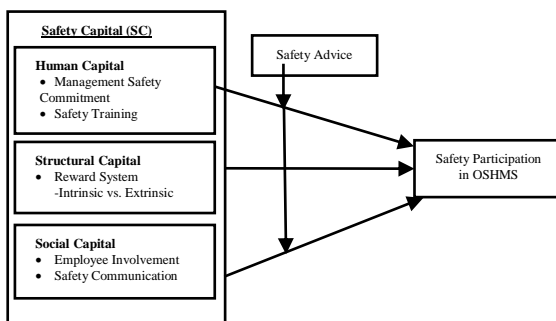 Safety Capital (SC)
Human Capital
• Management Safety
Commitment
• Safety Training
Structural Capital
• Reward System
-Intrinsic vs. Extrinsic
Social Capital
• Employee Involvement
• Safety Communication
Safety Advice
Safety Participation
in OSHMS